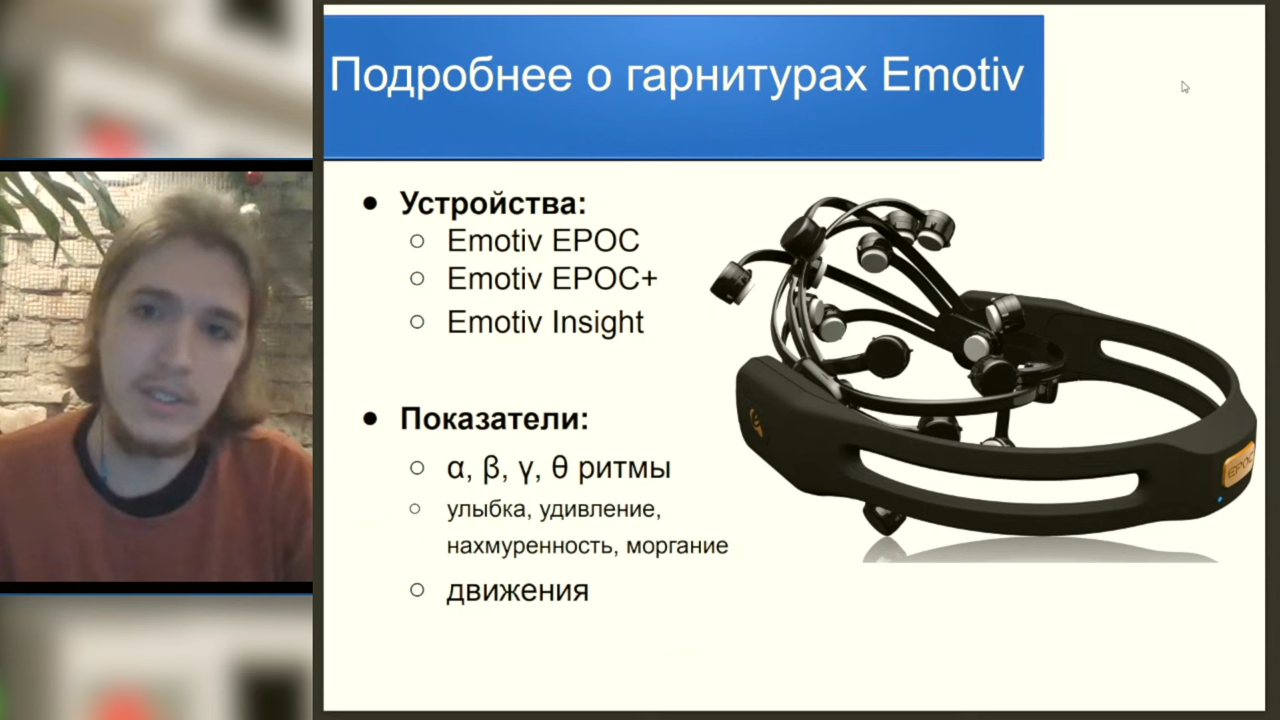 Подробнее о гарнитурах Emotiv
Устройства:
Emotiv EPOC
Emotiv EPOC+
Emotiv Insight
Показатели:
α, β, γ, θ ритмы
улыбка, удивление,
нахмуренность, моргание
движения
EPOC